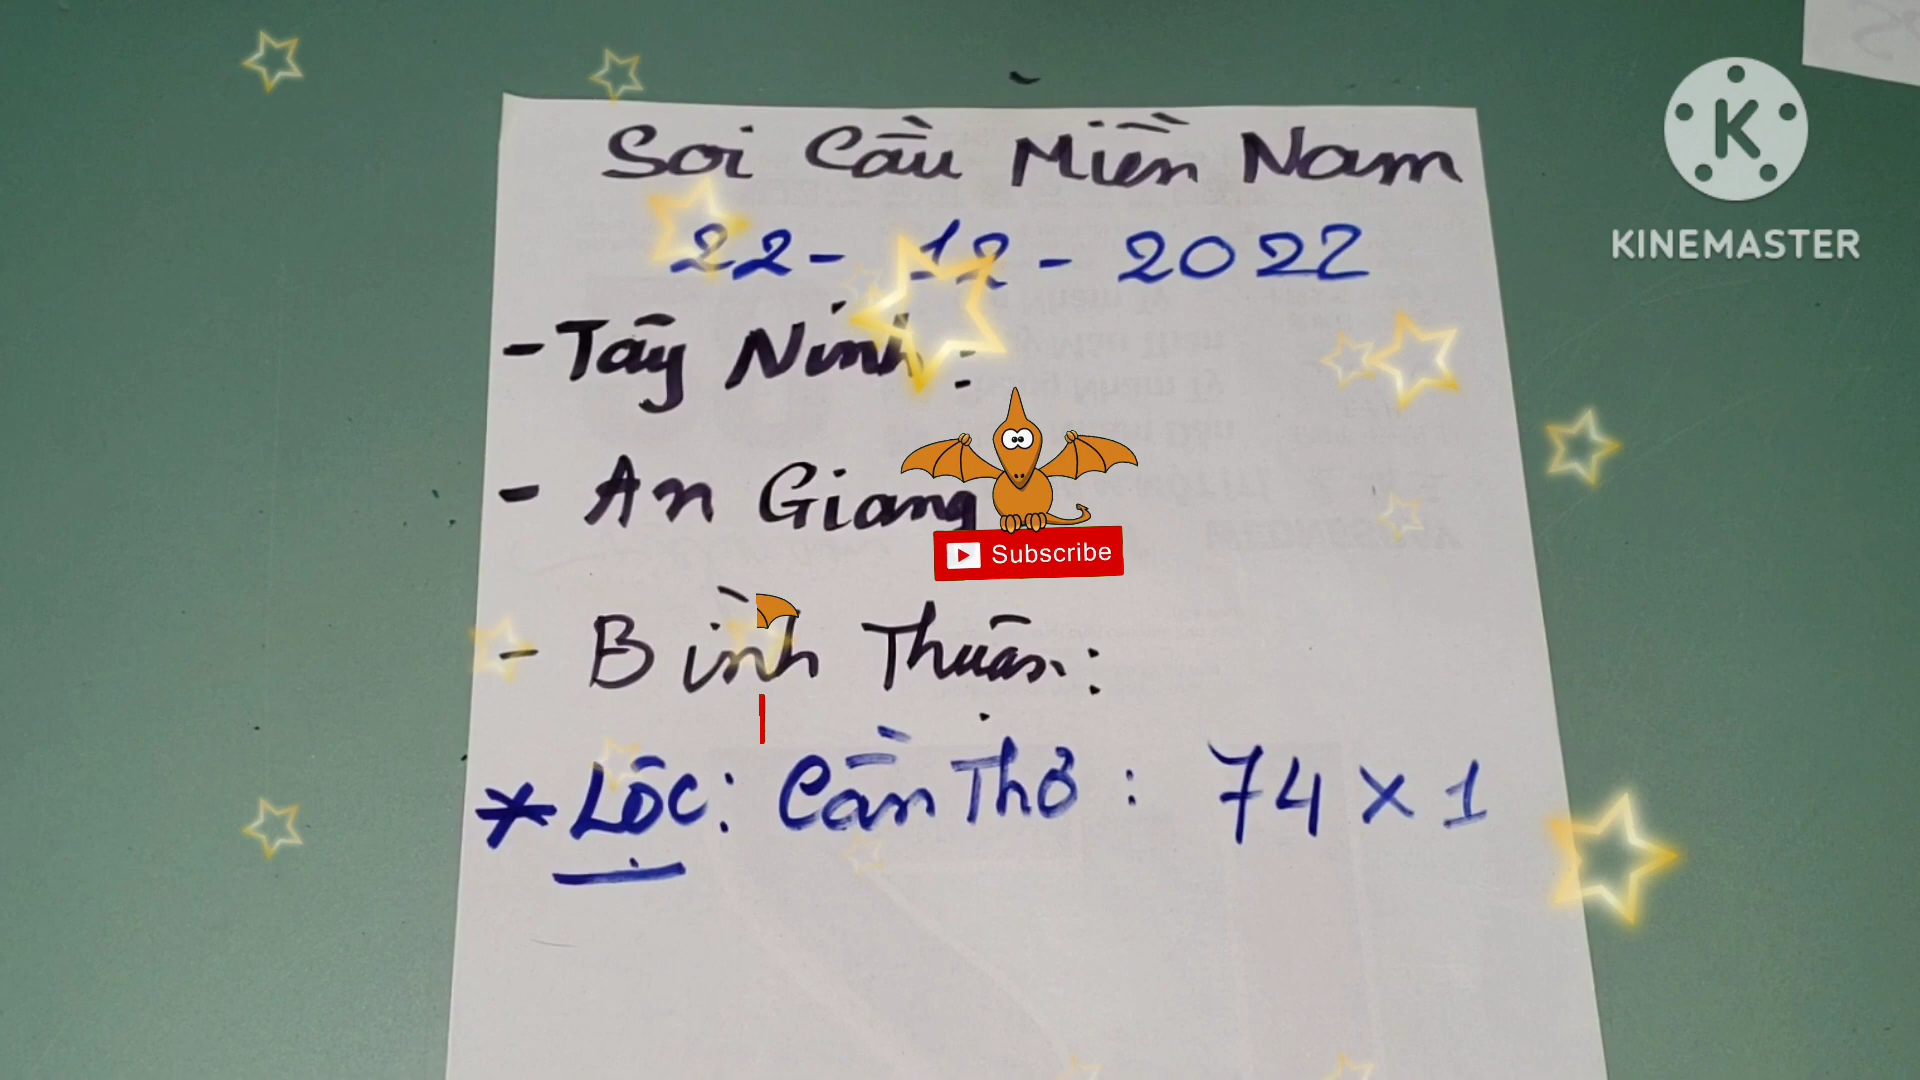 Soi Cầu Miền Nam
22 - 12 - 2022
- Tây Ninh :
- An Giang
- Bình Thuận :
* Lộc : Cần Thơ : 74 x 1
Subscribe
K
KINEMASTER